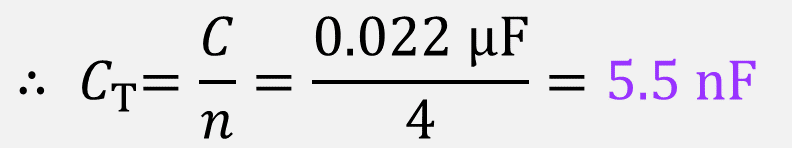 ∴ C_T = C/n = 0.022 µF/4 = 5.5 nF